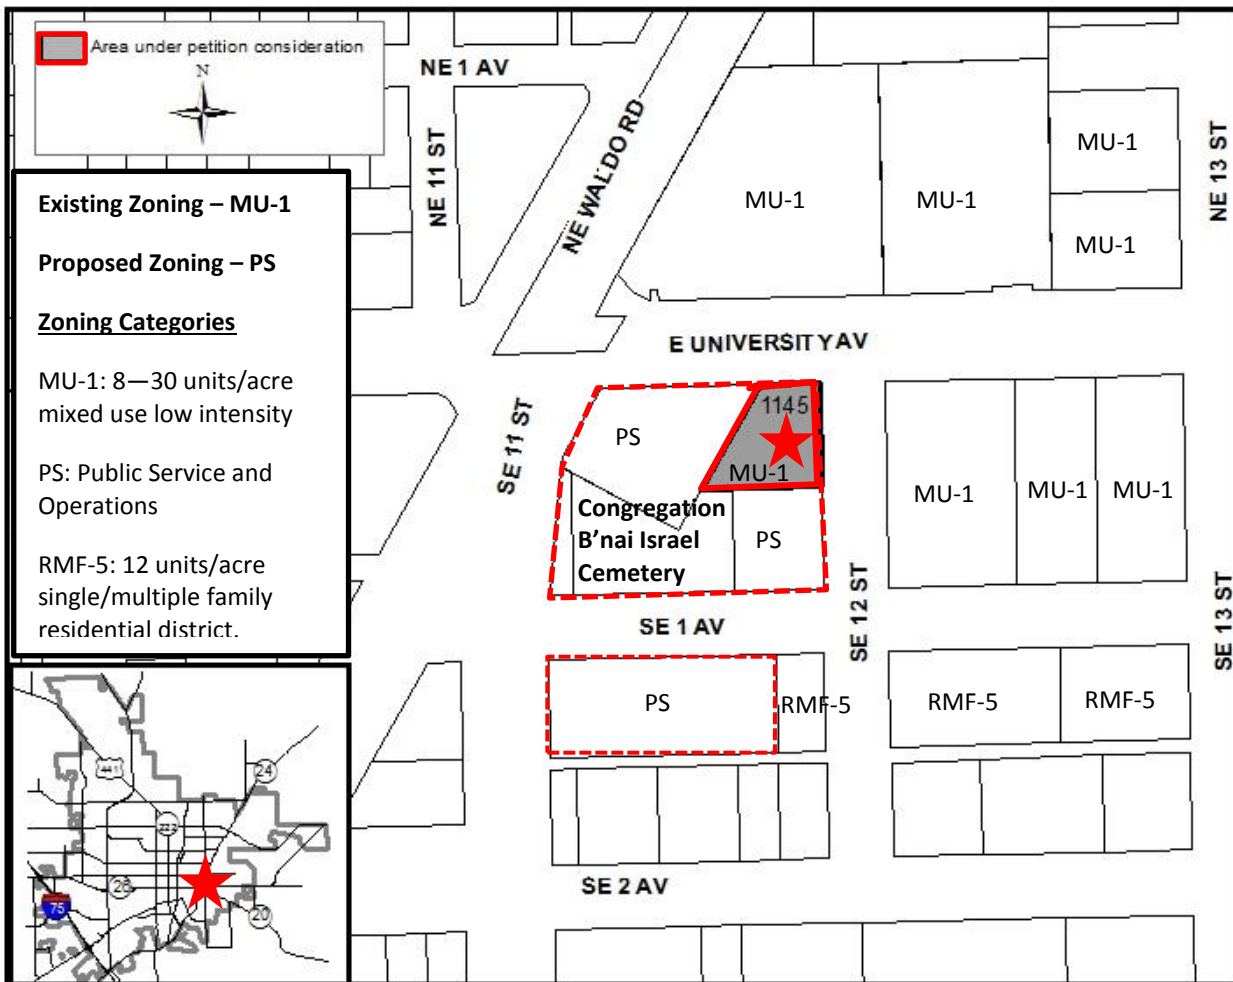 Area under petition consideration
N
Existing Zoning – MU-1
Proposed Zoning – PS
Zoning Categories
MU-1: 8—30 units/acre
mixed use low intensity
PS: Public Service and
Operations
RMF-5: 12 units/acre
single/multiple family
residential district.
441
24
222
26
75
20
NE 1 AV
NE 11 ST
NE WALDO RD
NE 13 ST
MU-1
MU-1
MU-1
MU-1
E UNIVERSITY AV
SE 11 ST
PS
1145
MU-1
Congregation
B’nai Israel
Cemetery
PS
MU-1
MU-1
MU-1
SE 12 ST
SE 13 ST
SE 1 AV
PS
RMF-5
RMF-5
RMF-5
SE 2 AV